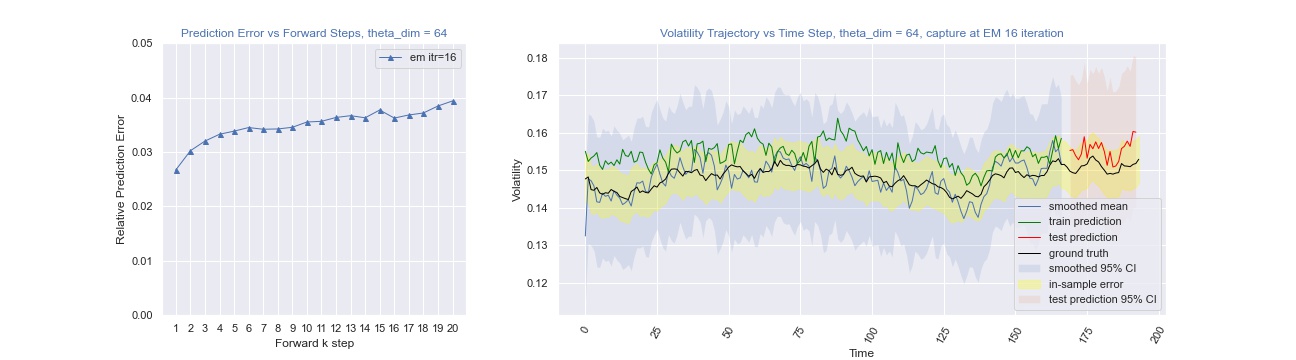 Prediction Error vs Forward Steps, theta_dim = 64
0.05
0.04
0.03
0.02
0.01
0.00
Relative Prediction Error
em itr=16
1 2 3 4 5 6 7 8 9 10 11 12 13 14 15 16 17 18 19 20
Forward k step
Volatility Trajectory vs Time Step, theta_dim = 64, capture at EM 16 iteration
0.18
0.17
0.16
0.15
0.14
0.13
0.12
Volatility
smoothed mean
train prediction
test prediction
ground truth
smoothed 95% CI
in-sample error
test prediction 95% CI
0 25 50 75 100 125 150 175 200
Time